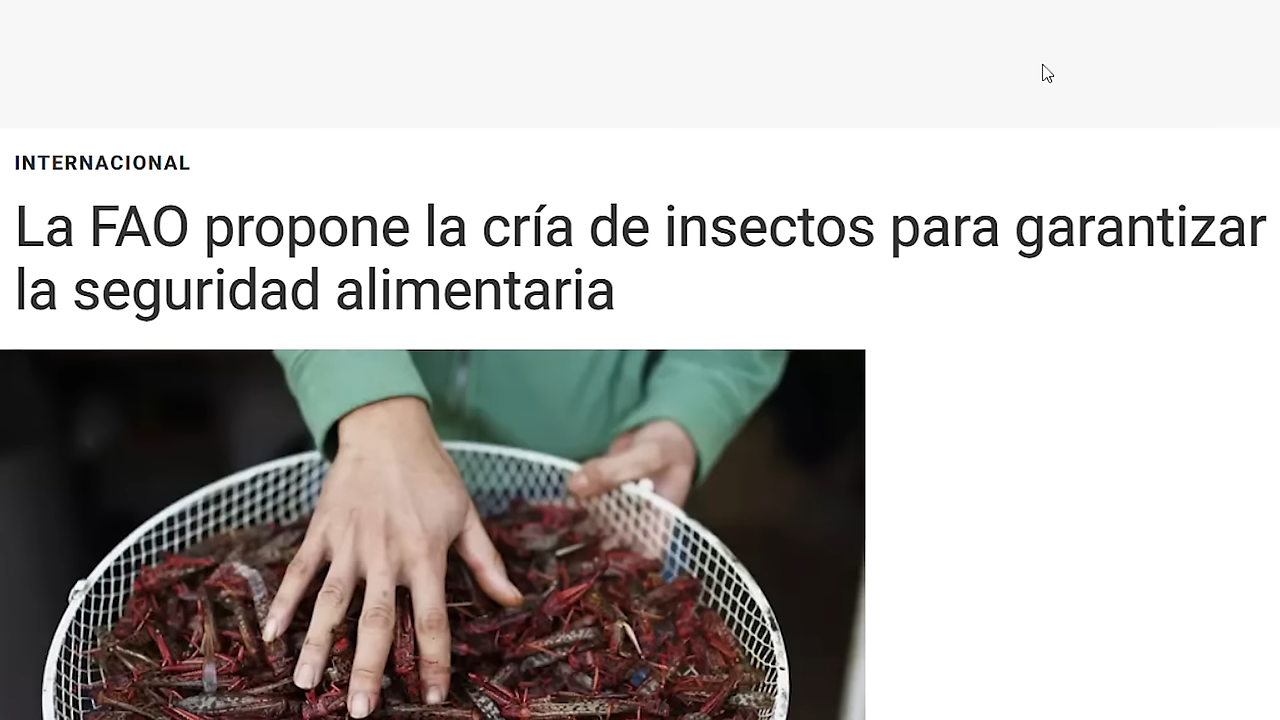 INTERNACIONAL
La FAO propone la cría de insectos para garantizar
la seguridad alimentaria